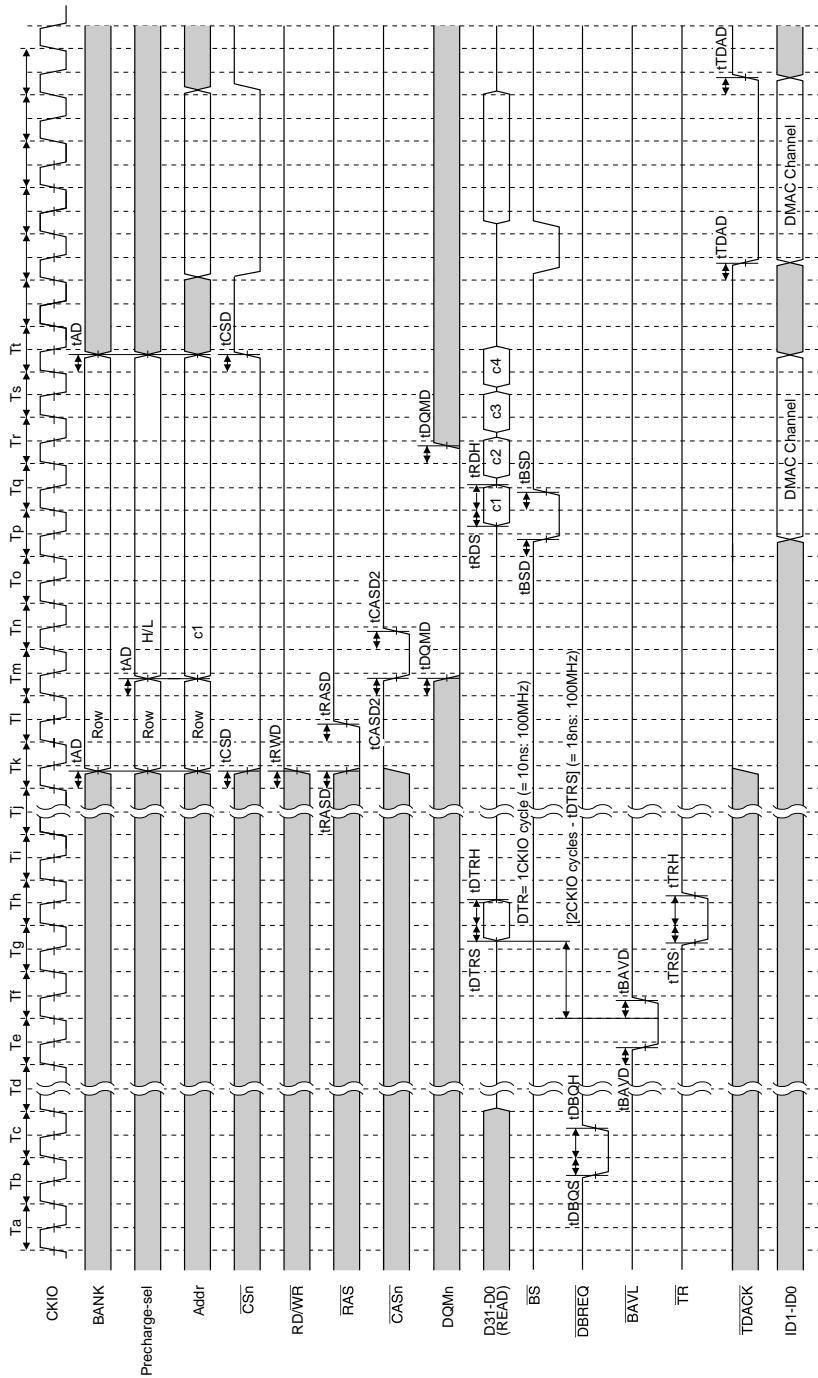 CKIO
Ta
Tb
Tc
Td
Te
Tf
Tg
Th
Ti
Tj
Tk
Tl
Tm
Tn
To
Tp
Tq
Tr
Ts
Tt
BANK
tAD
Row
tAD
Precharge-sel
Row
tAD
H/L
Addr
Row
c1
CSn
tCSD
tCSD
RD/WR
tRWD
RAS
tRASD
tRASD
CASn
tCASD2
tCASD2
DQMn
tDQMD
tDQMD
D31-D0
(READ)
tDTRS
tDTRH
tRDS
tRDH
c1
c2
c3
c4
DTR= 1CKIO cycle (= 10ns: 100MHz)
BS
tBSD
tBSD
DBREQ
tDBQS
tDBQH
[2CKIO cycles - tDTRS] (= 18ns: 100MHz)
BAVL
tBAVD
tBAVD
TR
tTRS
tTRH
TDACK
tTDAD
tTDAD
ID1-ID0
DMAC Channel
DMAC Channel